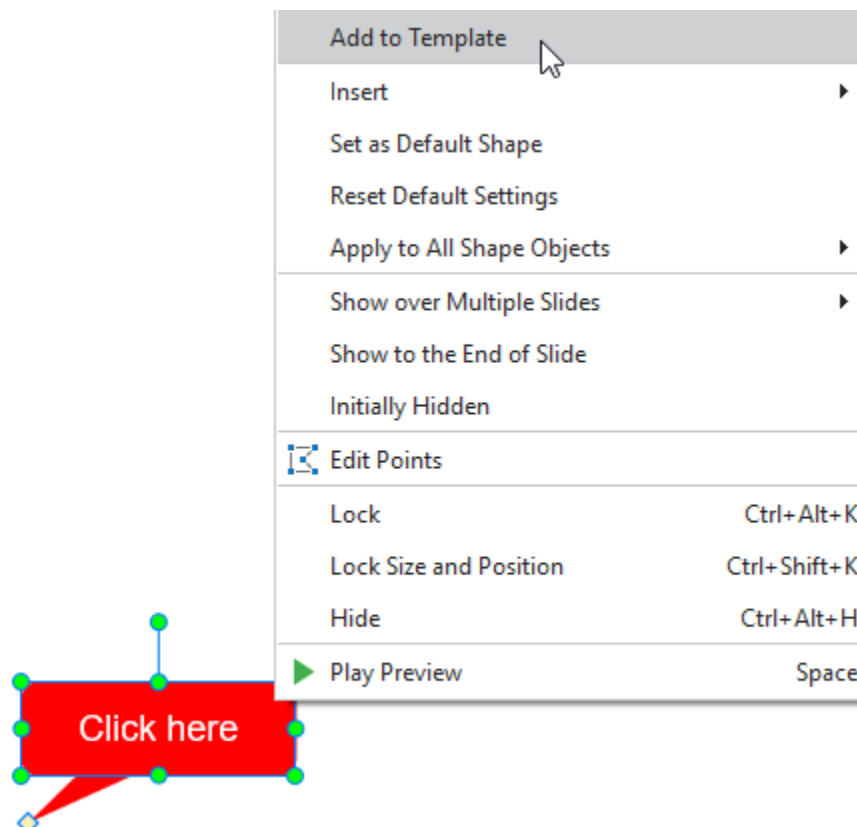 Add to Template
Insert
Set as Default Shape
Reset Default Settings
Apply to All Shape Objects
Show over Multiple Slides
Show to the End of Slide
Initially Hidden
Edit Points
Lock Ctrl+Alt+K
Lock Size and Position Ctrl+Shift+K
Hide Ctrl+Alt+H
Play Preview Space
Click here